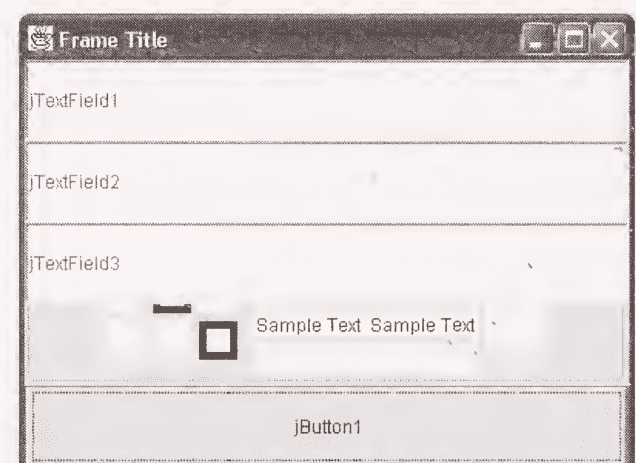 Frame Title
jTextField1
jTextField2
jTextField3
Sample Text Sample Text
jButton1